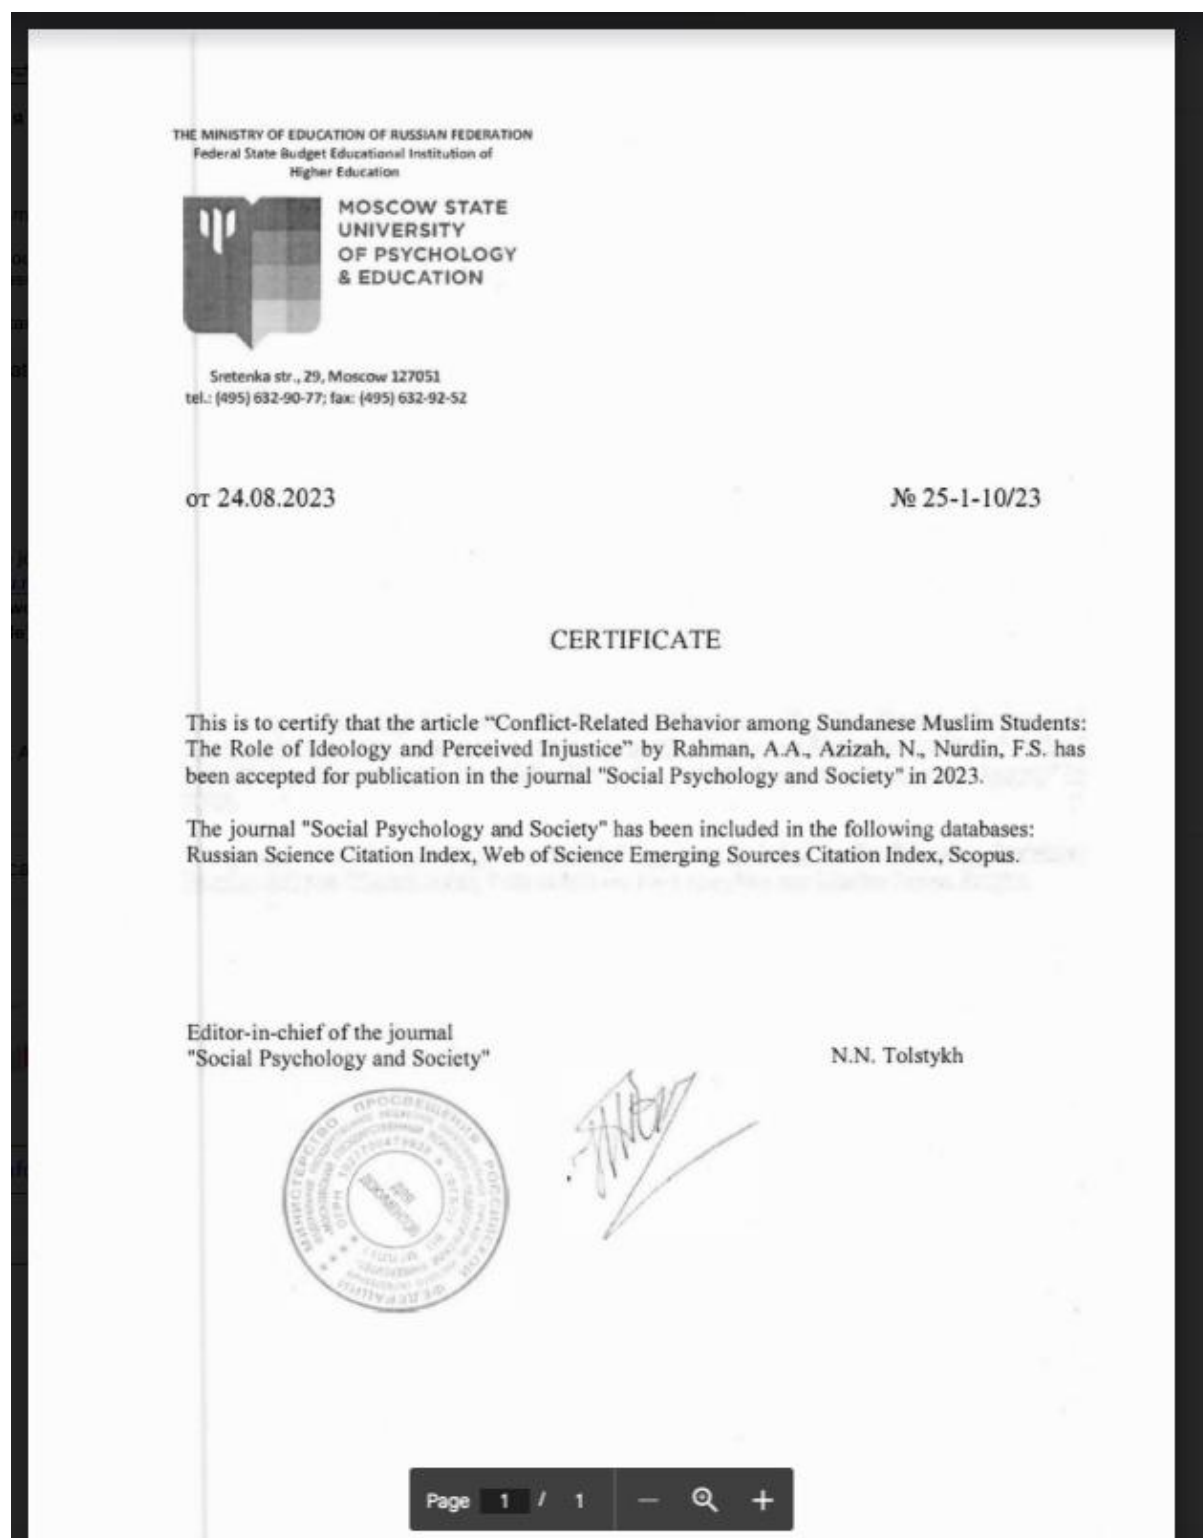 THE MINISTRY OF EDUCATION OF RUSSIAN FEDERATION
Federal State Budget Educational Institution of
Higher Education
MOSCOW STATE
UNIVERSITY
OF PSYCHOLOGY
& EDUCATION
Sretenka str., 29, Moscow 127051
tel.: (495) 632-90-77; fax: (495) 632-92-52
от 24.08.2023 № 25-1-10/23
CERTIFICATE
This is to certify that the article “Conflict-Related Behavior among Sundanese Muslim Students:
The Role of Ideology and Perceived Injustice” by Rahman, A.A., Azizah, N., Nurdin, F.S. has
been accepted for publication in the journal "Social Psychology and Society" in 2023.
The journal "Social Psychology and Society" has been included in the following databases:
Russian Science Citation Index, Web of Science Emerging Sources Citation Index, Scopus.
Editor-in-chief of the journal
"Social Psychology and Society" N.N. Tolstykh
МИНИСТЕРСТВО ПРОСВЕЩЕНИЯ РОССИЙСКОЙ ФЕДЕРАЦИИ
ДЛЯ
ДОКУМЕНТОВ
Page 1 / 1